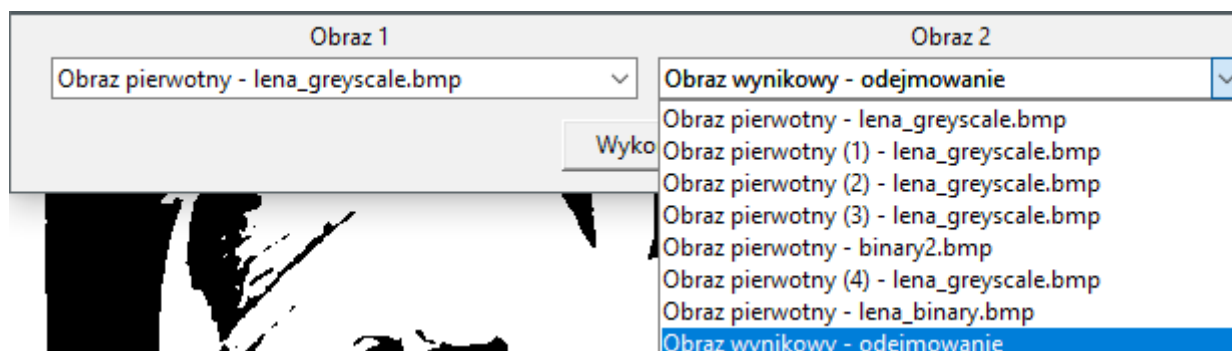 Obraz 1
Obraz 2
Obraz pierwotny - lena_greyscale.bmp
Obraz wynikowy - odejmowanie
Wyko
Obraz pierwotny - lena_greyscale.bmp
Obraz pierwotny (1) - lena_greyscale.bmp
Obraz pierwotny (2) - lena_greyscale.bmp
Obraz pierwotny (3) - lena_greyscale.bmp
Obraz pierwotny - binary2.bmp
Obraz pierwotny (4) - lena_greyscale.bmp
Obraz pierwotny - lena_binary.bmp
Obraz wynikowy - odejmowanie